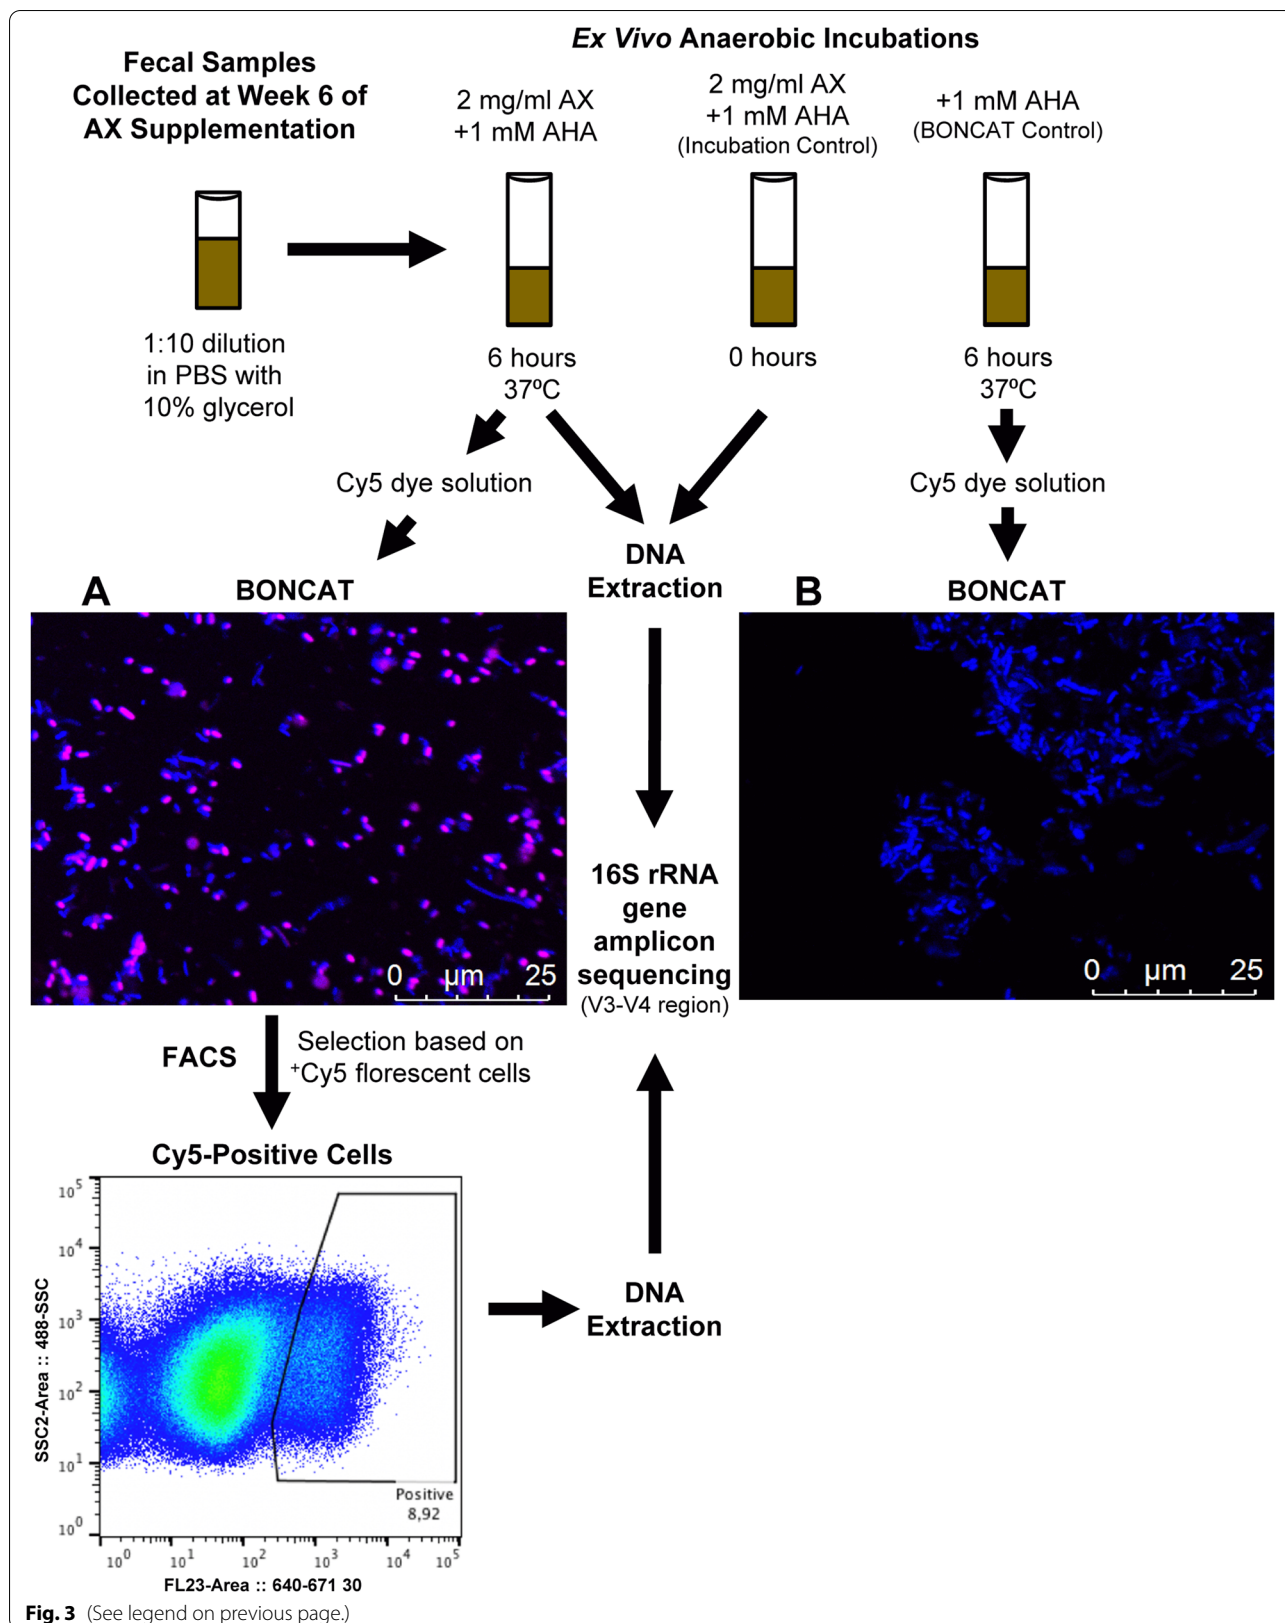 Fecal Samples
Collected at Week 6 of
AX Supplementation
Ex Vivo Anaerobic Incubations
2 mg/ml AX
+1 mM AHA
2 mg/ml AX
+1 mM AHA
(Incubation Control)
+1 mM AHA
(BONCAT Control)
1:10 dilution
in PBS with
10% glycerol
6 hours
37ºC
0 hours
6 hours
37ºC
Cy5 dye solution
Cy5 dye solution
DNA
Extraction
A
BONCAT
B
BONCAT
0 µm 25
0 µm 25
16S rRNA
gene
amplicon
sequencing
(V3-V4 region)
FACS
Selection based on
+Cy5 florescent cells
Cy5-Positive Cells
SSC2-Area :: 488-SSC
10^5
10^4
10^3
10^2
10^1
10^0
Positive
8,92
10^0 10^1 10^2 10^3 10^4 10^5
FL23-Area :: 640-671 30
DNA
Extraction
Fig. 3 (See legend on previous page.)